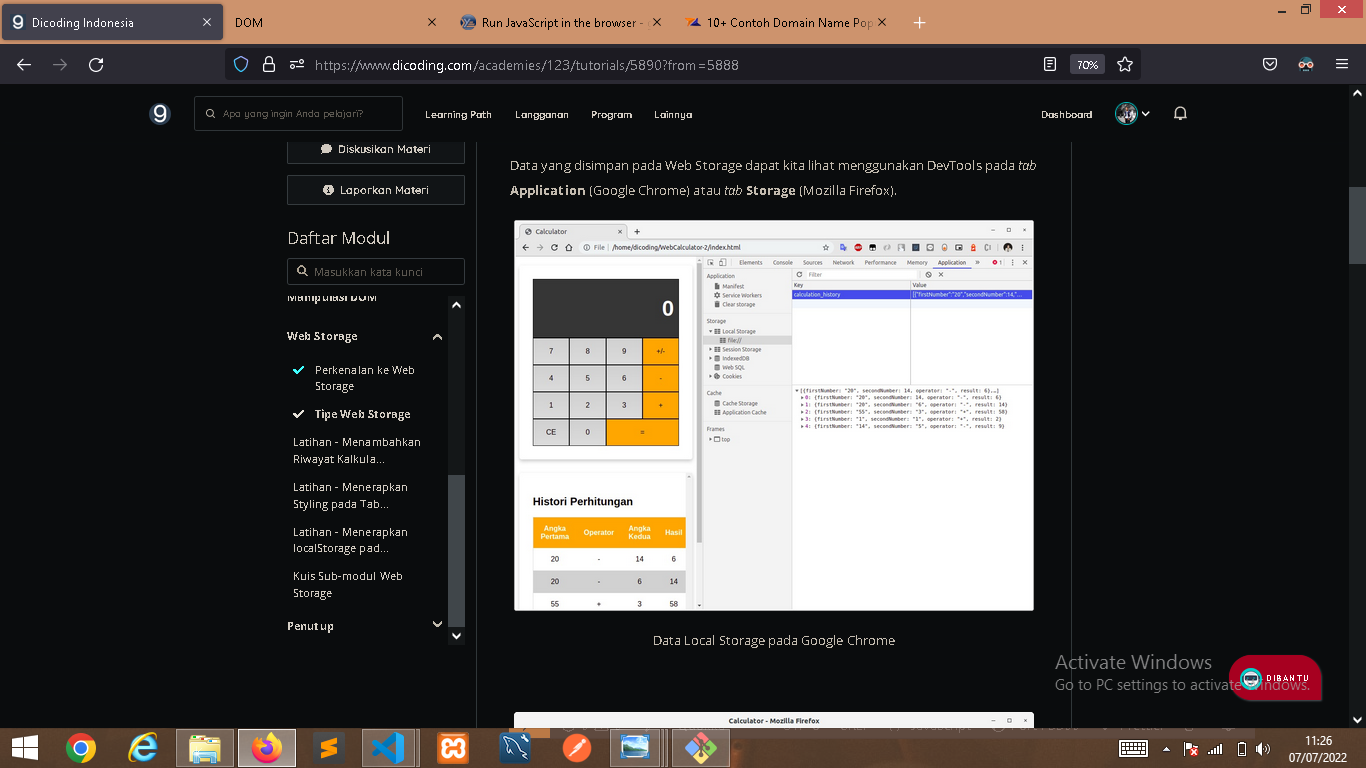 Dicoding Indonesia
DOM
Run JavaScript in the browser -
10+ Contoh Domain Name Pop
https://www.dicoding.com/academies/123/tutorials/5890?from=5888
70%
Apa yang ingin Anda pelajari?
Learning Path
Langganan
Program
Lainnya
Dashboard
Diskusikan Materi
Laporkan Materi
Daftar Modul
Masukkan kata kunci
Manipulasi DOM
Web Storage
Perkenalan ke Web
Storage
Tipe Web Storage
Latihan - Menambahkan
Riwayat Kalkula...
Latihan - Menerapkan
Styling pada Tab...
Latihan - Menerapkan
localStorage pad...
Kuis Sub-modul Web
Storage
Penutup
Data yang disimpan pada Web Storage dapat kita lihat menggunakan DevTools pada tab
Application (Google Chrome) atau tab Storage (Mozilla Firefox).
Calculator
File | /home/dicoding/WebCalculator-2/index.html
0
7 8 9 +/-
4 5 6 -
1 2 3 +
CE 0 =
Histori Perhitungan
Angka Pertama Operator Angka Kedua Hasil
20 - 14 6
20 - 6 14
55 + 3 58
Elements Console Sources Network Performance Memory Application » 1
Application
Manifest
Service Workers
Clear storage
Storage
Local Storage
file://
Session Storage
IndexedDB
Web SQL
Cookies
Cache
Cache Storage
Application Cache
Frames
top
Filter
Key Value
calculation_history [{"firstNumber":"20","secondNumber":14,"...
[{firstNumber: "20", secondNumber: 14, operator: "-", result: 6},…]
0: {firstNumber: "20", secondNumber: 14, operator: "-", result: 6}
1: {firstNumber: "20", secondNumber: "6", operator: "-", result: 14}
2: {firstNumber: "55", secondNumber: "3", operator: "+", result: 58}
3: {firstNumber: "1", secondNumber: "1", operator: "+", result: 2}
4: {firstNumber: "14", secondNumber: "5", operator: "-", result: 9}
Data Local Storage pada Google Chrome
Calculator - Mozilla Firefox
Activate Windows
Go to PC settings to activate Windows.
DIBANTU
11:26
07/07/2022